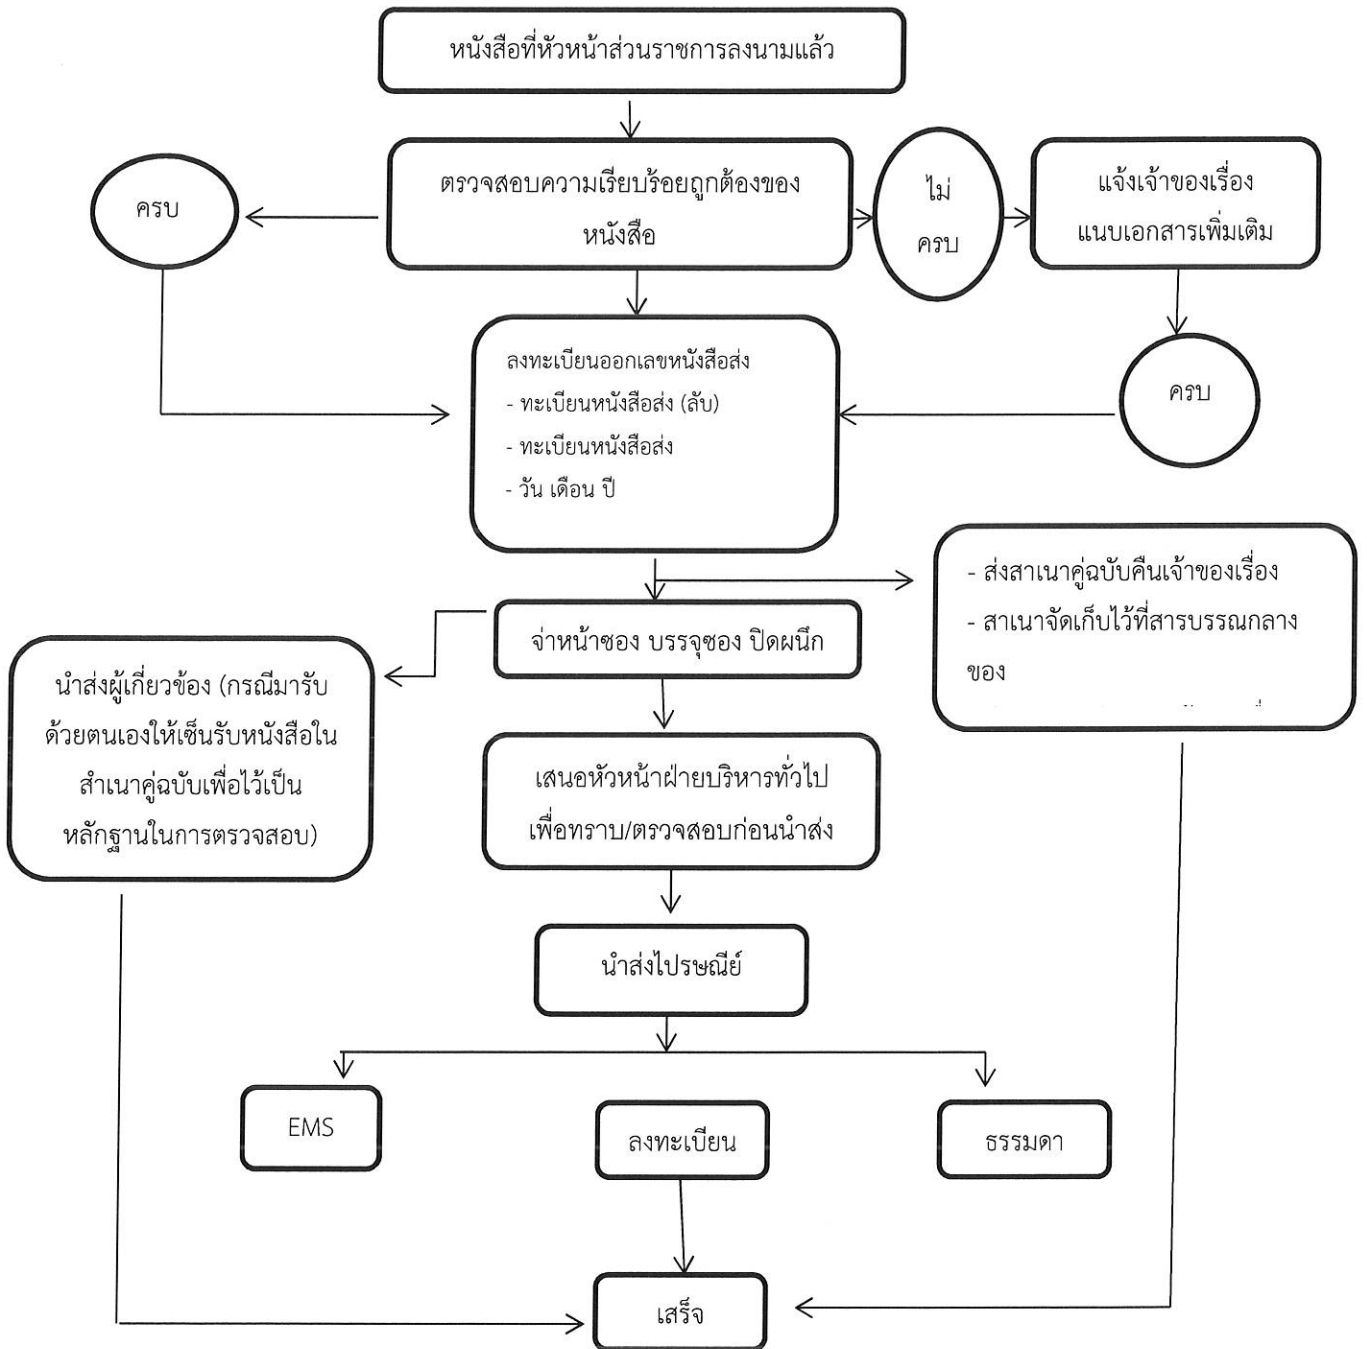 หนังสือที่หัวหน้าส่วนราชการลงนามแล้ว
ตรวจสอบความเรียบร้อยถูกต้องของ
หนังสือ
ครบ
ไม่
ครบ
แจ้งเจ้าของเรื่อง
แนบเอกสารเพิ่มเติม
ลงทะเบียนออกเลขหนังสือส่ง
- ทะเบียนหนังสือส่ง (ลับ)
- ทะเบียนหนังสือส่ง
- วัน เดือน ปี
ครบ
- ส่งสาเนาคู่ฉบับคืนเจ้าของเรื่อง
- สาเนาจัดเก็บไว้ที่สารบรรณกลาง
ของ
จ่าหน้าซอง บรรจุซอง ปิดผนึก
นำส่งผู้เกี่ยวข้อง (กรณีมารับ
ด้วยตนเองให้เซ็นรับหนังสือใน
สำเนาคู่ฉบับเพื่อไว้เป็น
หลักฐานในการตรวจสอบ)
เสนอหัวหน้าฝ่ายบริหารทั่วไป
เพื่อทราบ/ตรวจสอบก่อนนำส่ง
นำส่งไปรษณีย์
EMS
ลงทะเบียน
ธรรมดา
เสร็จ